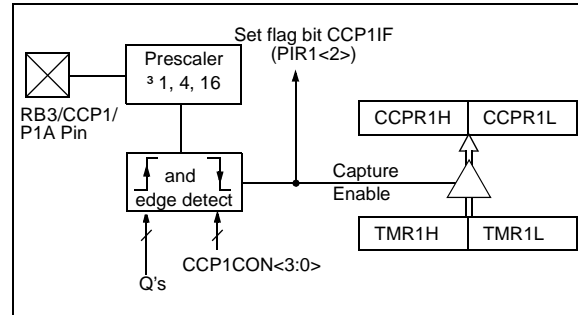 Set flag bit CCP1IF
(PIR1<2>)
Prescaler
³ 1, 4, 16
RB3/CCP1/
P1A Pin
CCPR1H
CCPR1L
and
edge detect
Capture
Enable
TMR1H
TMR1L
CCP1CON<3:0>
Q's